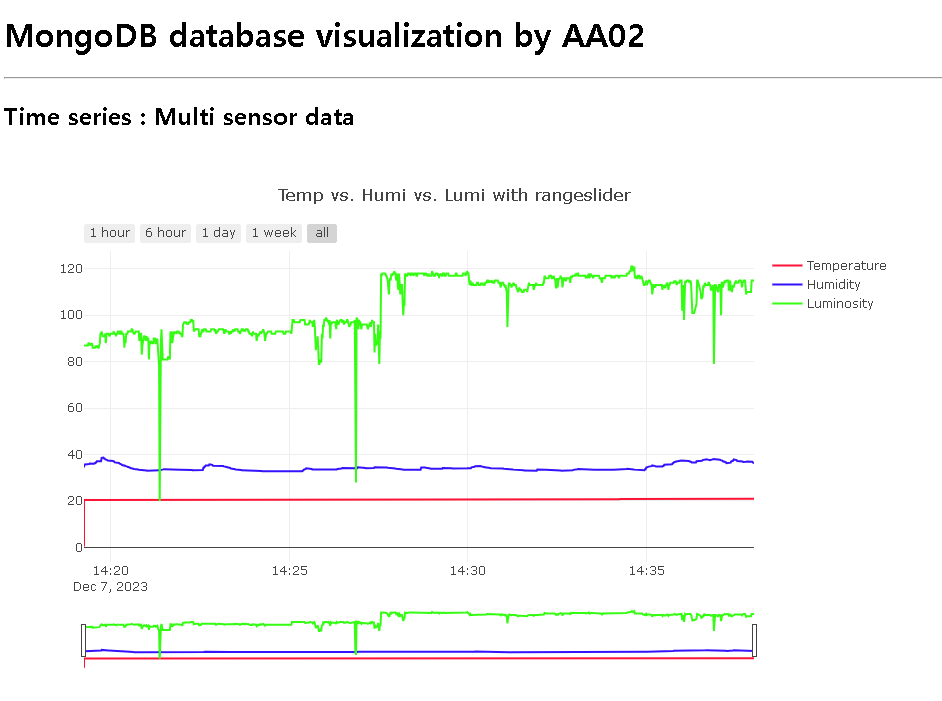 MongoDB database visualization by AA02
Time series : Multi sensor data
Temp vs. Humi vs. Lumi with rangeslider
1 hour 6 hour 1 day 1 week all
Temperature
Humidity
Luminosity
120
100
80
60
40
20
0
14:20 14:25 14:30 14:35
Dec 7, 2023